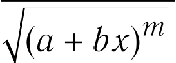 √(a + bx)^m